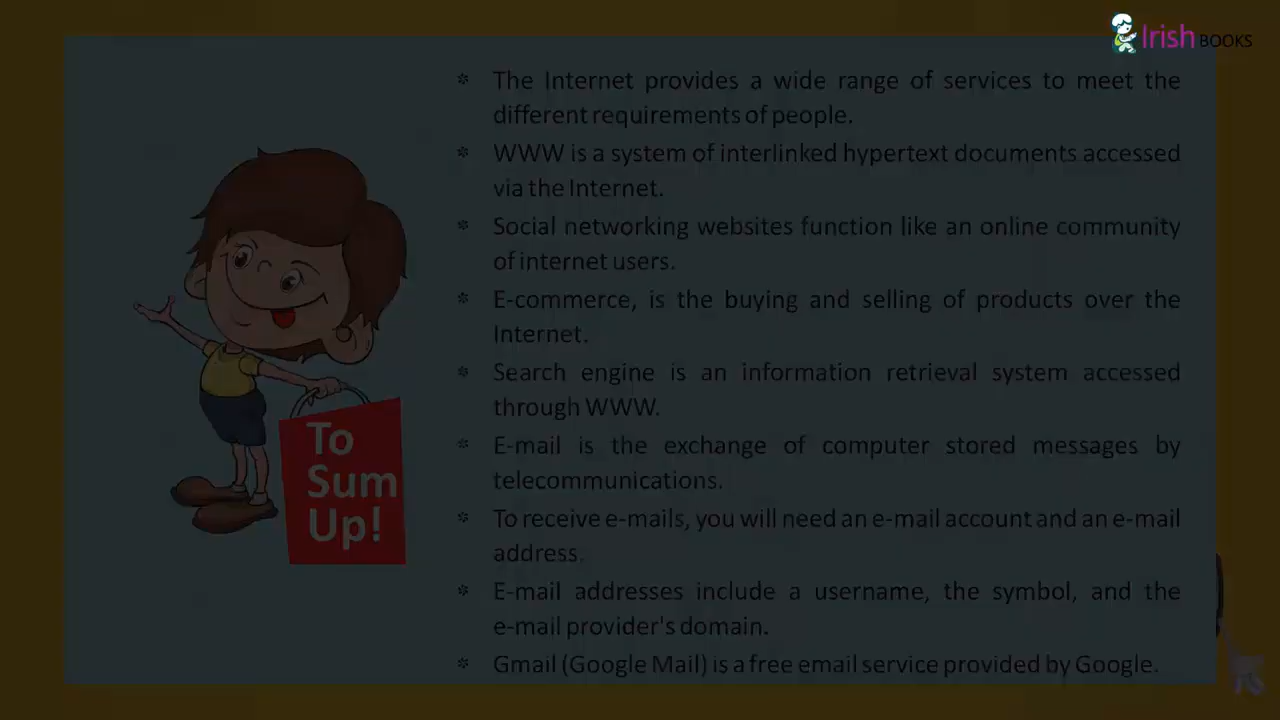 Irish BOOKS
* The Internet provides a wide range of services to meet the
different requirements of people.
* WWW is a system of interlinked hypertext documents accessed
via the Internet.
* Social networking websites function like an online community
of internet users.
* E-commerce, is the buying and selling of products over the
Internet.
* Search engine is an information retrieval system accessed
through WWW.
* E-mail is the exchange of computer stored messages by
telecommunications.
* To receive e-mails, you will need an e-mail account and an e-mail
address.
* E-mail addresses include a username, the symbol, and the
e-mail provider's domain.
* Gmail (Google Mail) is a free email service provided by Google.
To
Sum
Up!